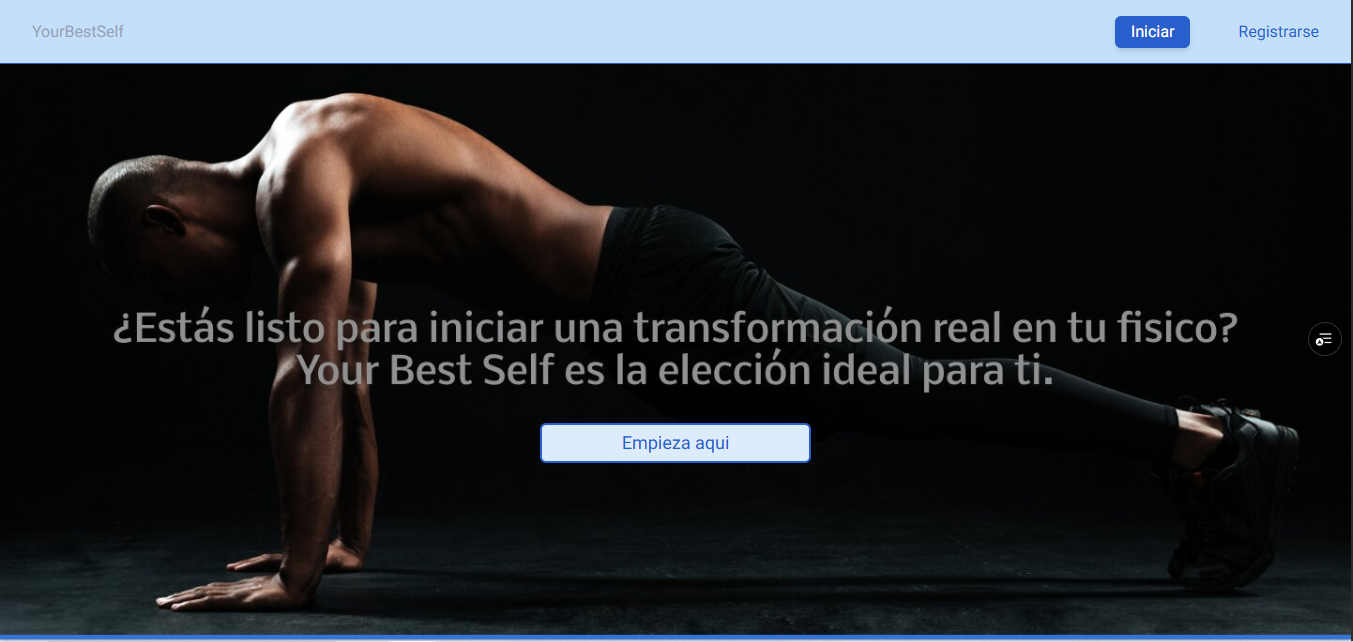 YourBestSelf
Iniciar
Registrarse
¿Estás listo para iniciar una transformación real en tu fisico?
Your Best Self es la elección ideal para ti.
Empieza aqui